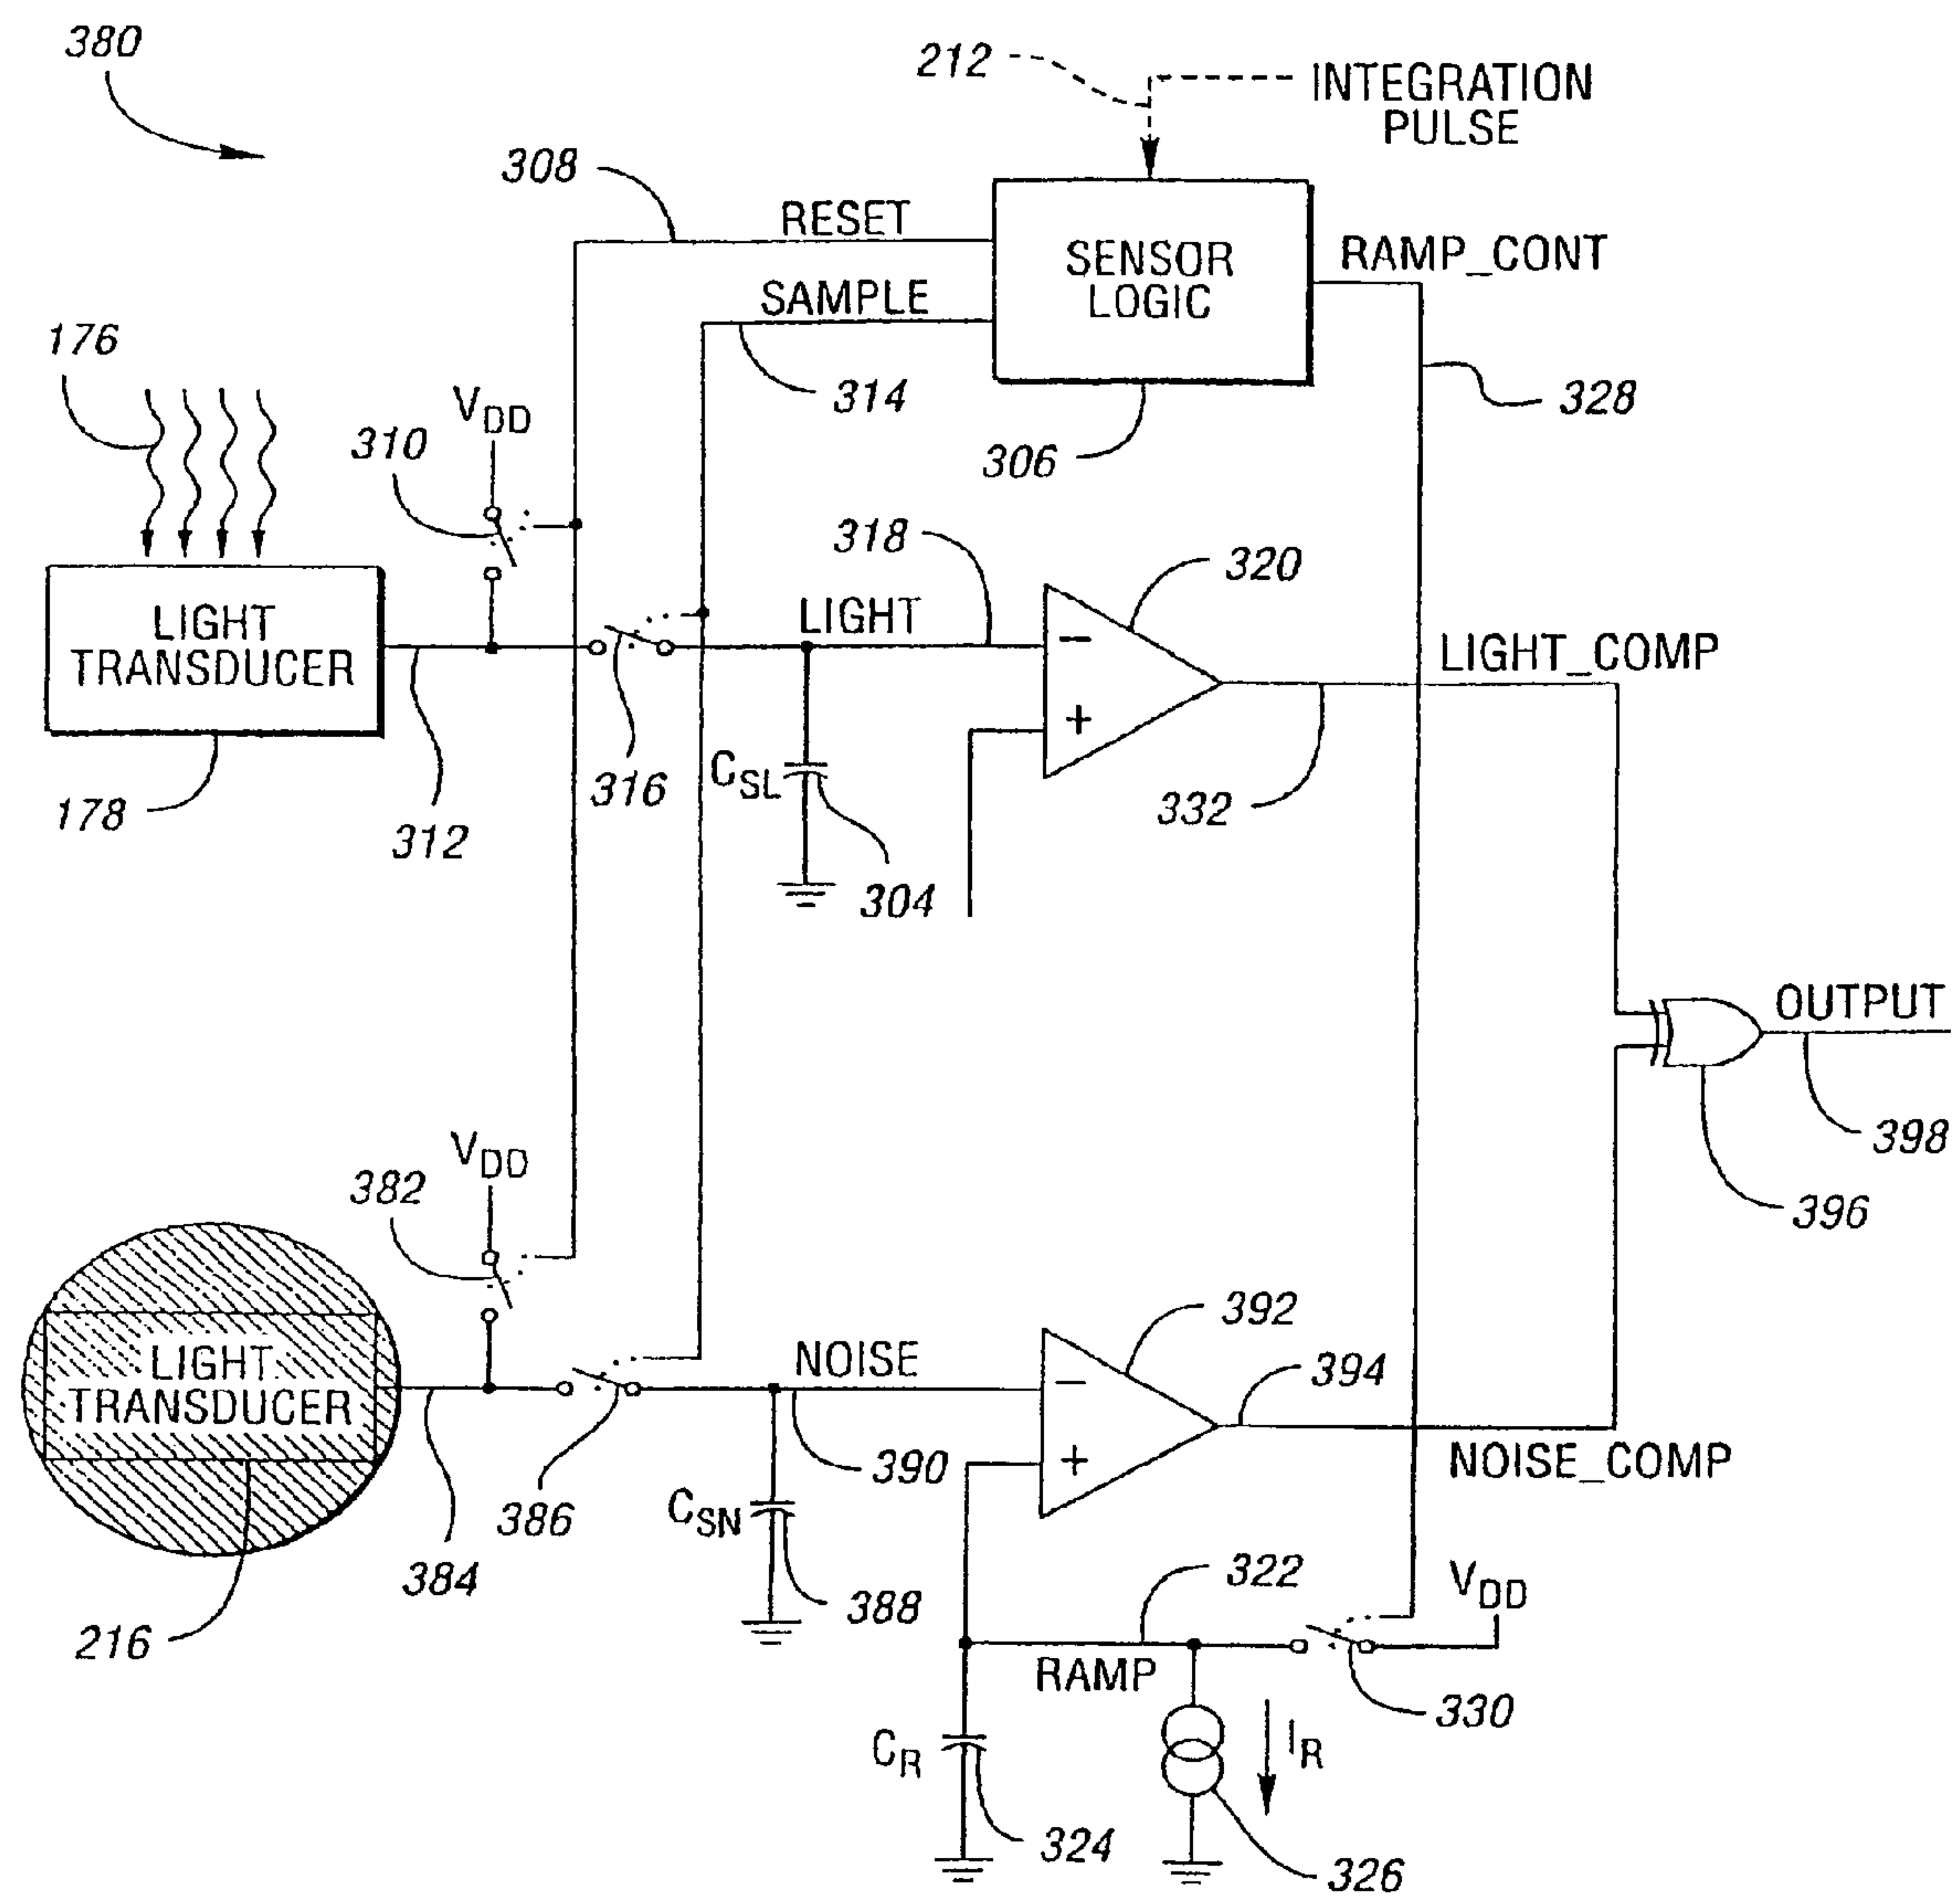 380
212
INTEGRATION
PULSE
308
RESET
SENSOR
LOGIC
RAMP_CONT
SAMPLE
314
328
306
176
VDD
310
318
320
LIGHT
TRANSDUCER
LIGHT
−
+
LIGHT_COMP
178
312
316
CSL
304
332
OUTPUT
398
396
VDD
382
392
394
LIGHT
TRANSDUCER
NOISE
−
+
390
NOISE_COMP
386
CSN
384
388
216
322
VDD
RAMP
330
CR
IR
324
326